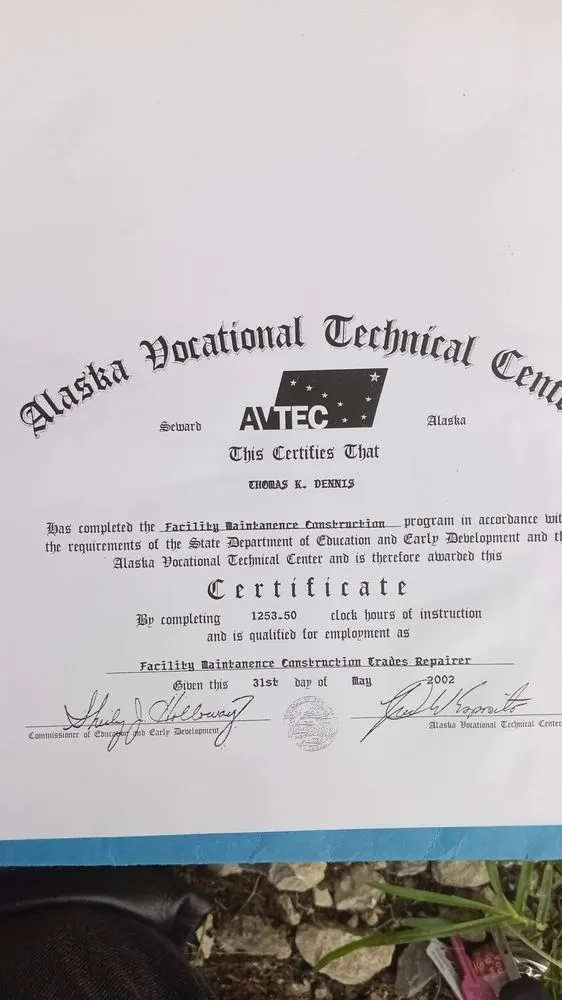 Alaska Vocational Technical Cente
Seward AVTEC Alaska
This Certifies That
THOMAS K. DENNIS
Has completed the Facility Maintanence Construction program in accordance wit
the requirements of the State Department of Education and Early Development and th
Alaska Vocational Technical Center and is therefore awarded this
Certificate
By completing 1253.50 clock hours of instruction
and is qualified for employment as
Facility Maintanence Construction Trades Repairer
Given this 31st day of May 2002
Shirley J. Holloway
Commissioner of Education and Early Development Alaska Vocational Technical Center